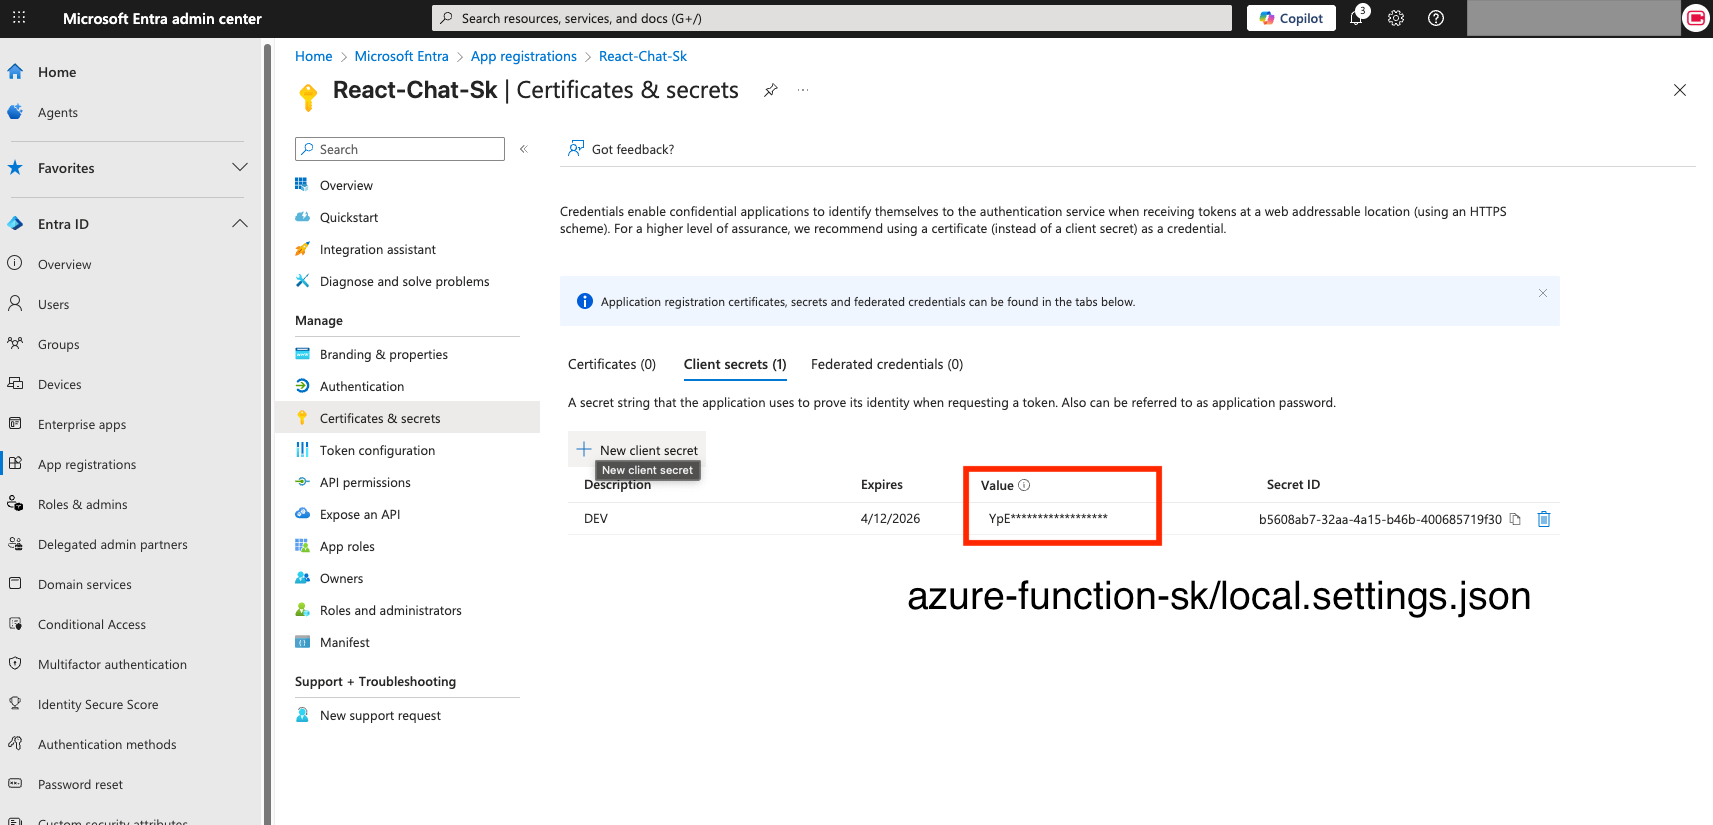 Microsoft Entra admin center
Search resources, services, and docs (G+/)
Copilot
3
Home
Agents
Favorites
Entra ID
Overview
Users
Groups
Devices
Enterprise apps
App registrations
Roles & admins
Delegated admin partners
Domain services
Conditional Access
Multifactor authentication
Identity Secure Score
Authentication methods
Password reset
Custom security attributes
Home > Microsoft Entra > App registrations > React-Chat-Sk
React-Chat-Sk | Certificates & secrets
Search
Overview
Quickstart
Integration assistant
Diagnose and solve problems
Manage
Branding & properties
Authentication
Certificates & secrets
Token configuration
API permissions
Expose an API
App roles
Owners
Roles and administrators
Manifest
Support + Troubleshooting
New support request
Got feedback?
Credentials enable confidential applications to identify themselves to the authentication service when receiving tokens at a web addressable location (using an HTTPS
scheme). For a higher level of assurance, we recommend using a certificate (instead of a client secret) as a credential.
Application registration certificates, secrets and federated credentials can be found in the tabs below.
Certificates (0) Client secrets (1) Federated credentials (0)
A secret string that the application uses to prove its identity when requesting a token. Also can be referred to as application password.
New client secret
New client secret
Description Expires Value Secret ID
DEV 4/12/2026 YpE****************** b5608ab7-32aa-4a15-b46b-400685719f30
azure-function-sk/local.settings.json